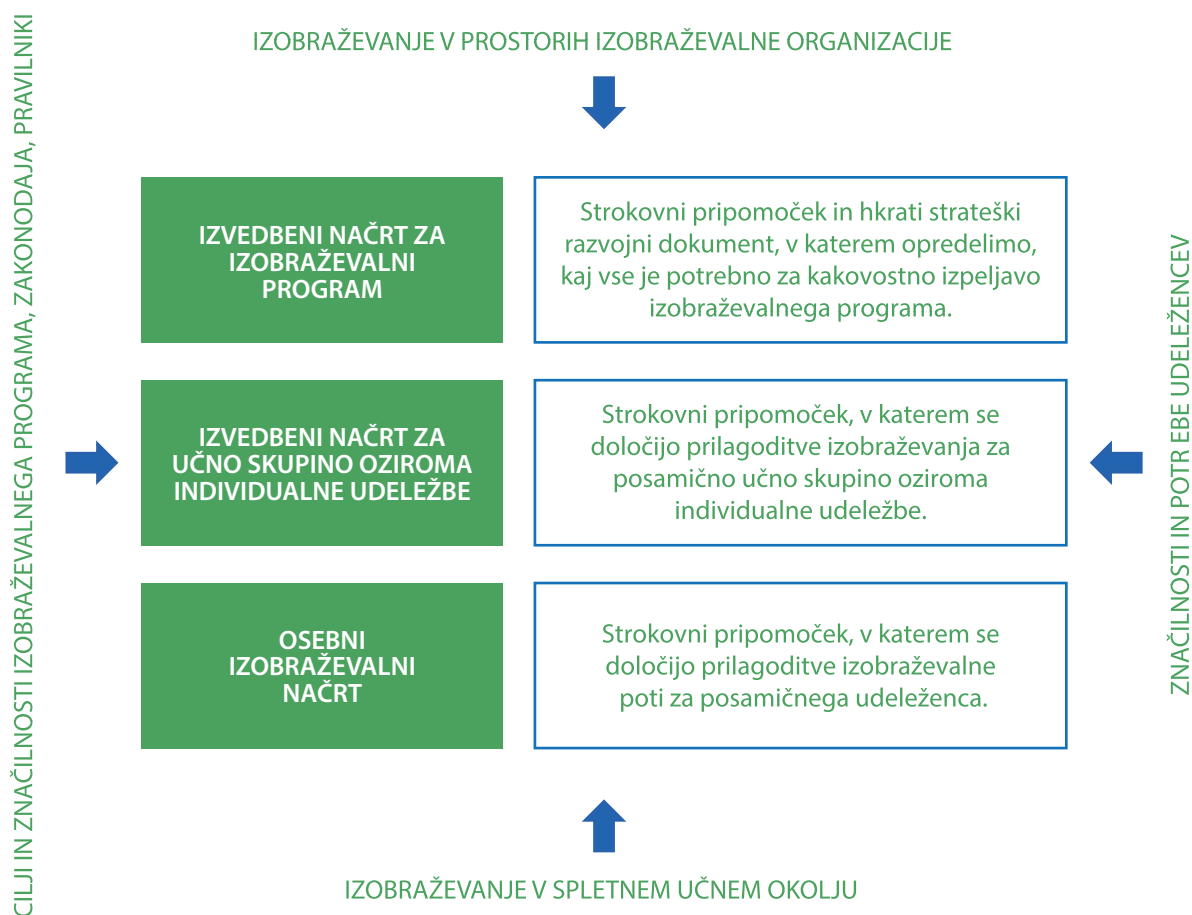 IZOBRAŽEVANJE V PROSTORIH IZOBRAŽEVALNE ORGANIZACIJE
CILJI IN ZNAČILNOSTI IZOBRAŽEVALNEGA PROGRAMA, ZAKONODAJA, PRAVILNIKI
IZVEDBENI NAČRT ZA
IZOBRAŽEVALNI
PROGRAM
Strokovni pripomoček in hkrati strateški
razvojni dokument, v katerem opredelimo,
kaj vse je potrebno za kakovostno izpeljavo
izobraževalnega programa.
IZVEDBENI NAČRT ZA
UČNO SKUPINO OZIROMA
INDIVIDUALNE UDELEŽBE
Strokovni pripomoček, v katerem se
določijo prilagoditve izobraževanja za
posamično učno skupino oziroma
individualne udeležbe.
OSEBNI
IZOBRAŽEVALNI
NAČRT
Strokovni pripomoček, v katerem se
določijo prilagoditve izobraževalne
poti za posamičnega udeleženca.
ZNAČILNOSTI IN POTR EBE UDELEŽENCEV
IZOBRAŽEVANJE V SPLETNEM UČNEM OKOLJU